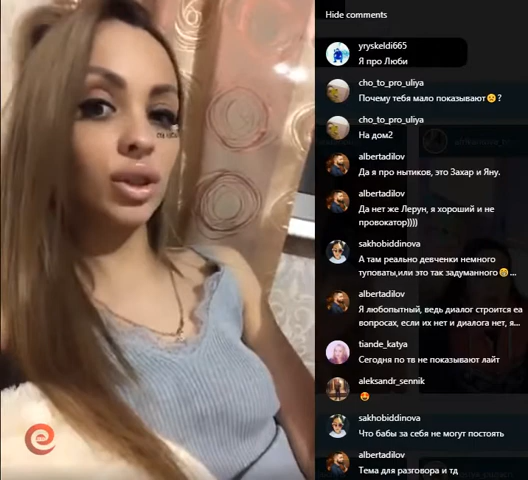 Hide comments
yryskeldi665
Я про Люби
cho_to_pro_uliya
Почему тебя мало показывают😢?
cho_to_pro_uliya
На дом2
albertadilov
Да я про нытиков, это Захар и Яну.
albertadilov
Да нет же Лерун, я хороший и не
провокатор))))
sakhobiddinova
А там реально девченки немного
туповаты,или это так задуманного😊...
albertadilov
Я любопытный, ведь диалог строится еа
вопросах, если их нет и диалога нет, я...
tiande_katya
Сегодня по тв не показывают лайт
aleksandr_sennik
😍
sakhobiddinova
Что бабы за себя не могут постоять
albertadilov
Тема для разговора и тд